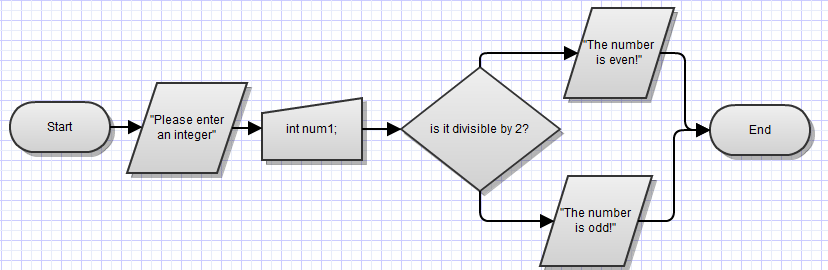 Start
"Please enter
an integer"
int num1;
is it divisible by 2?
"The number
is even!"
"The number
is odd!"
End